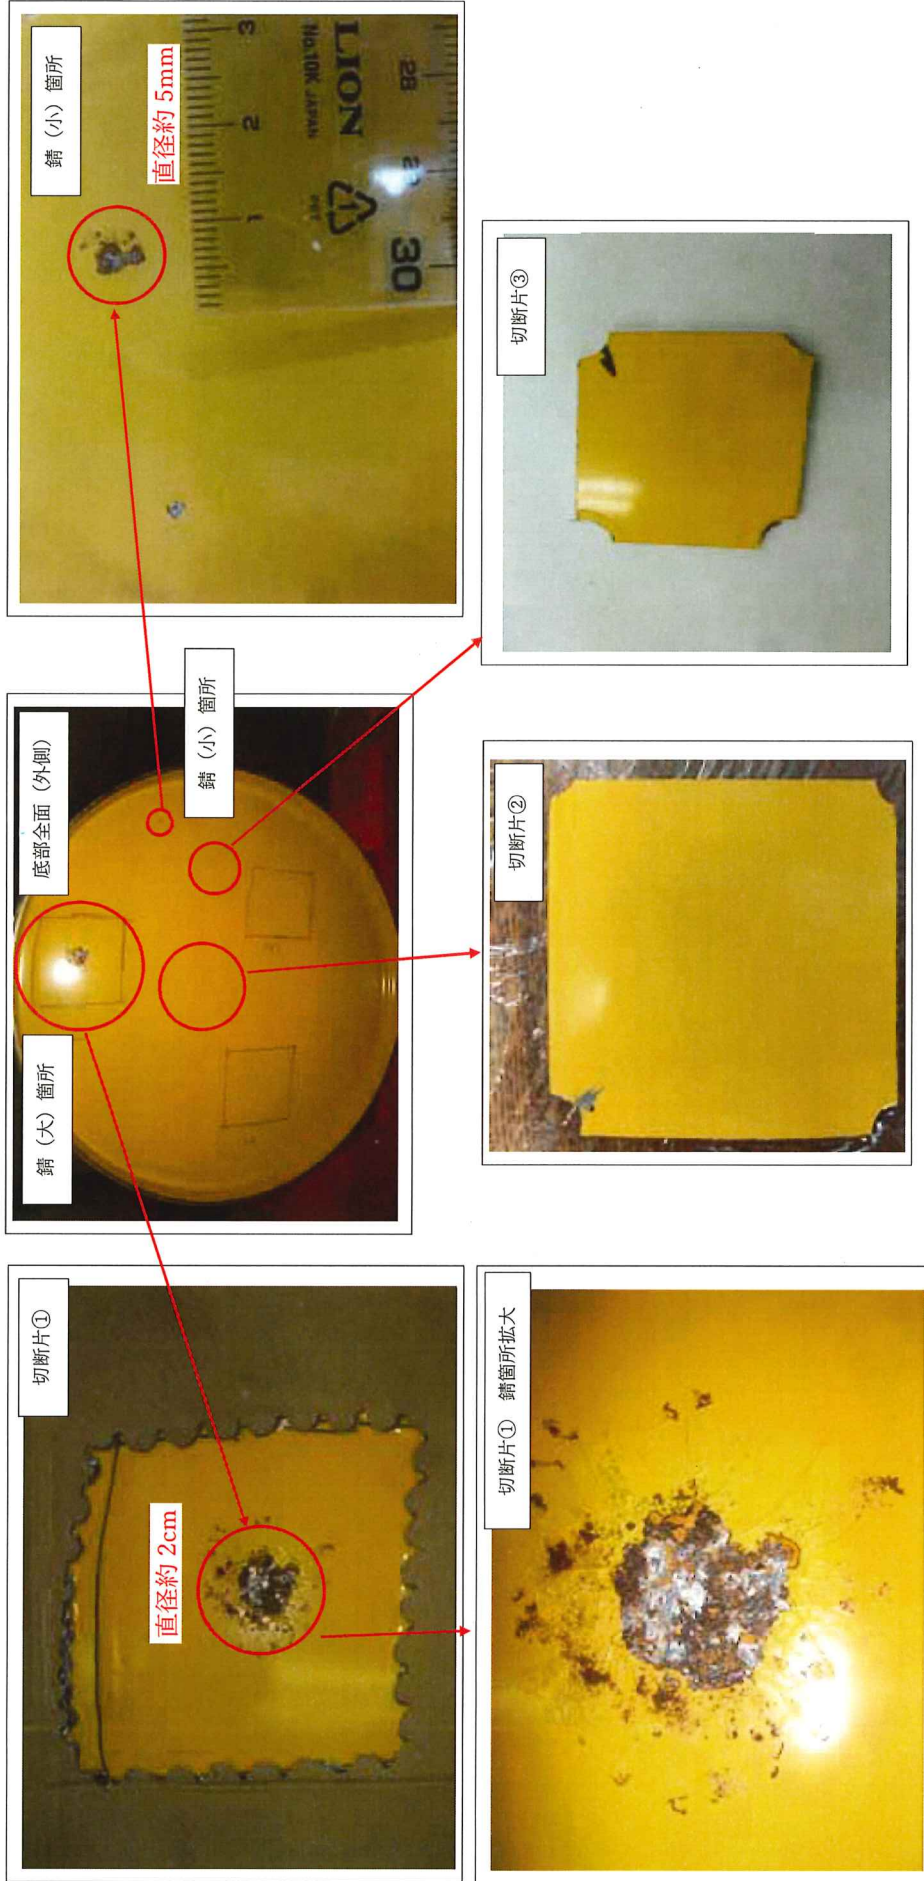 切断片①
直径約 2cm
錆（大）箇所
底部全面（外側）
錆（小）箇所
錆（小）箇所
直径約 5mm
1
2
3
LION
No.10K JAPAN
PET
30
28
切断片① 錆箇所拡大
切断片②
切断片③